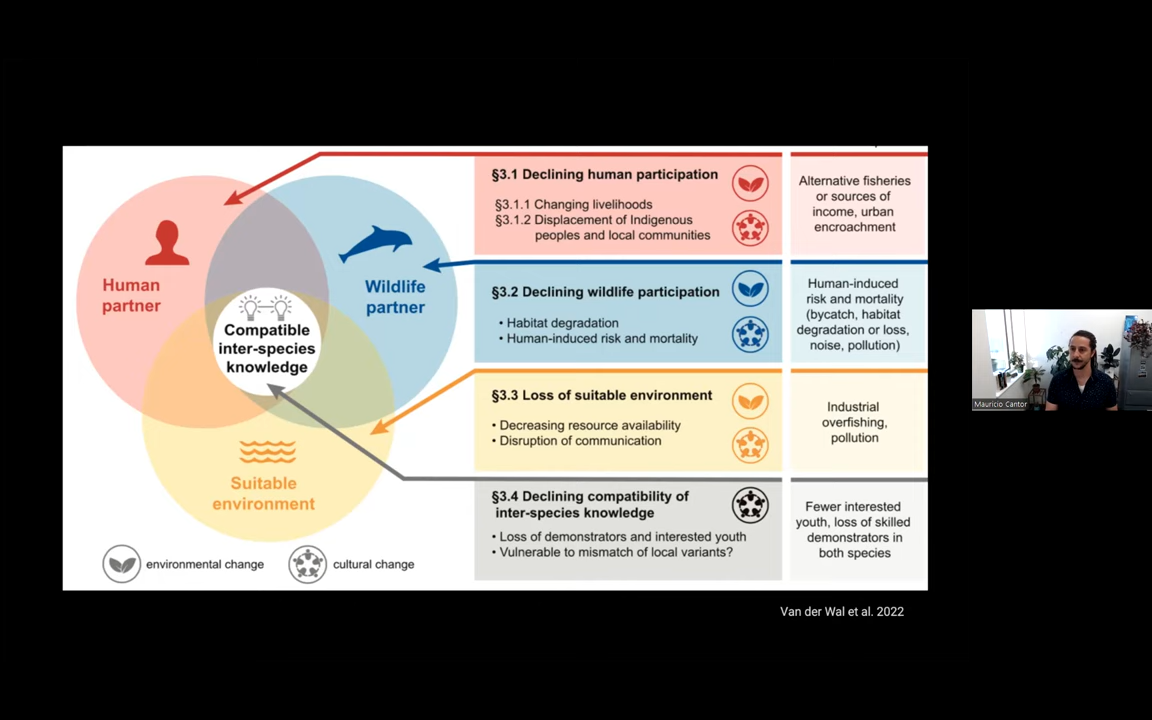 Human
partner
Wildlife
partner
Compatible
inter-species
knowledge
Suitable
environment
environmental change
cultural change
§3.1 Declining human participation
§3.1.1 Changing livelihoods
§3.1.2 Displacement of Indigenous
peoples and local communities
Alternative fisheries
or sources of
income, urban
encroachment
§3.2 Declining wildlife participation
• Habitat degradation
• Human-induced risk and mortality
Human-induced
risk and mortality
(bycatch, habitat
degradation or loss,
noise, pollution)
§3.3 Loss of suitable environment
• Decreasing resource availability
• Disruption of communication
Industrial
overfishing,
pollution
§3.4 Declining compatibility of
inter-species knowledge
• Loss of demonstrators and interested youth
• Vulnerable to mismatch of local variants?
Fewer interested
youth, loss of skilled
demonstrators in
both species
Van der Wal et al. 2022
Mauricio Cantor